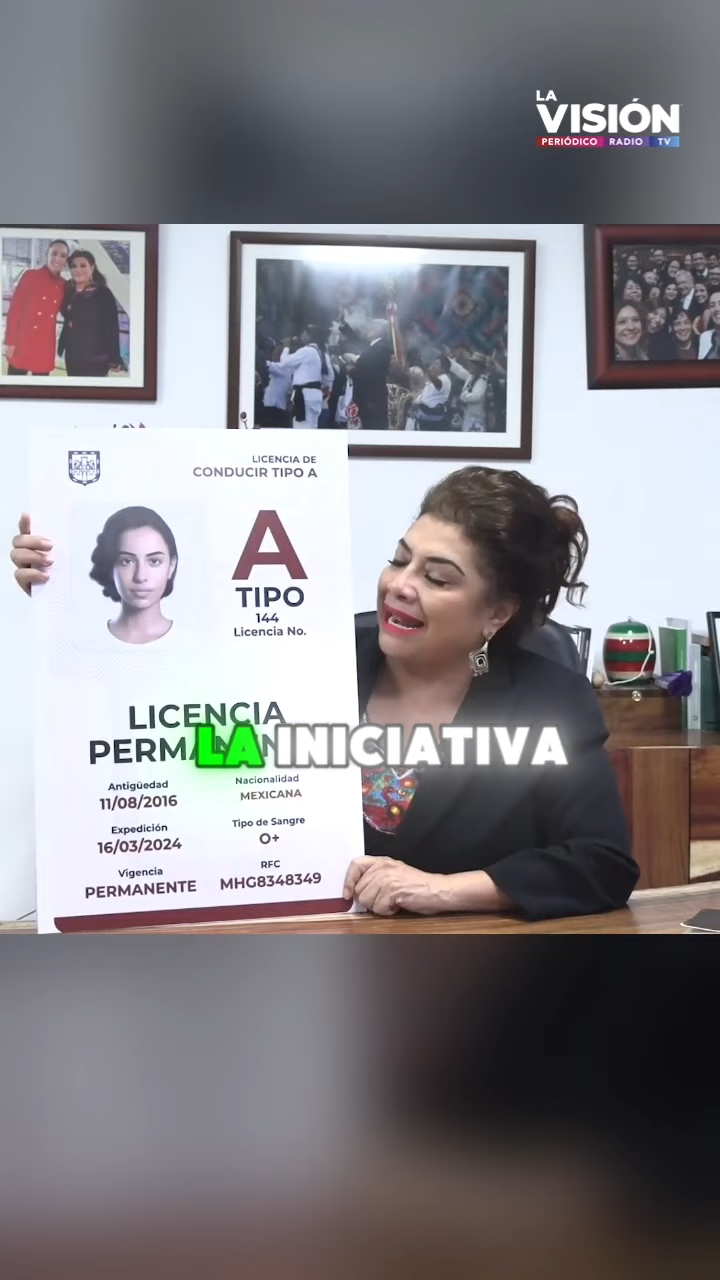 LA
VISIÓN
PERIÓDICO RADIO TV
LICENCIA DE
CONDUCIR TIPO A
A
TIPO
144
Licencia No.
LICENCIA
LA INICIATIVA
Antigüedad
11/08/2016
Nacionalidad
MEXICANA
Expedición
16/03/2024
Tipo de Sangre
O+
Vigencia
PERMANENTE
RFC
MHG8348349